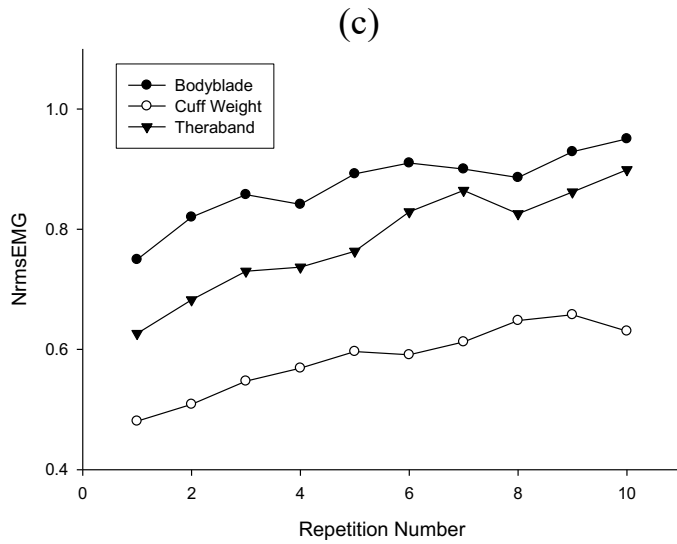 (c)
Bodyblade
Cuff Weight
Theraband
NrmsEMG
1.0
0.8
0.6
0.4
0 2 4 6 8 10
Repetition Number